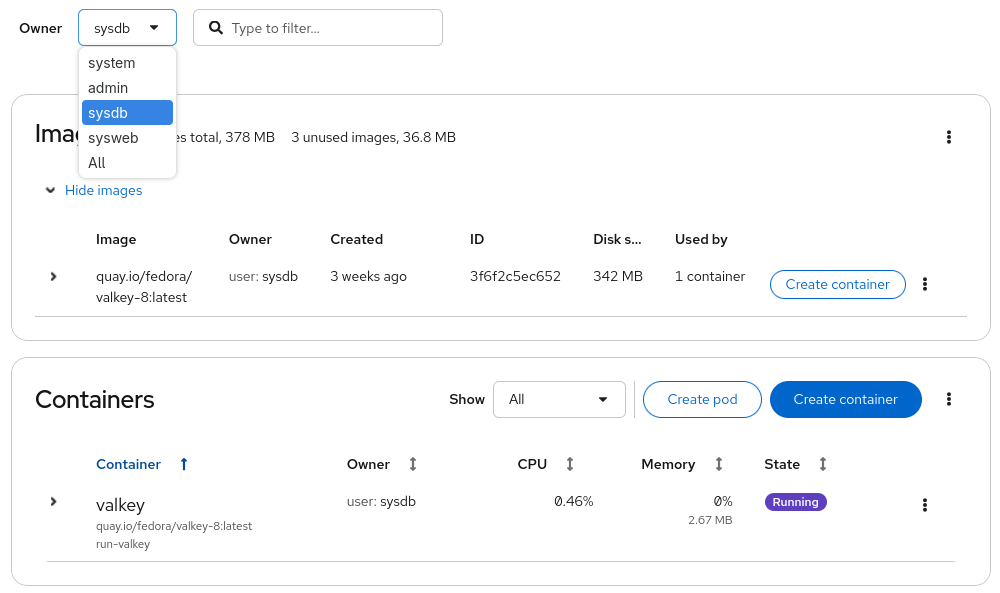 Owner sysdb Type to filter...
system
admin
sysdb
sysweb
All
378 MB 3 unused images, 36.8 MB
total,
Hide images
Image Owner Created ID Disk s... Used by
quay.io/fedora/ user: sysdb 3 weeks ago 3f6f2c5ec652 342 MB 1 container
valkey-8:latest Create container
Containers Show All Create pod Create container
Container Owner CPU Memory State
valkey user: sysdb 0.46% 0% Running
quay.io/fedora/valkey-8:latest 2.67 MB
run-valkey